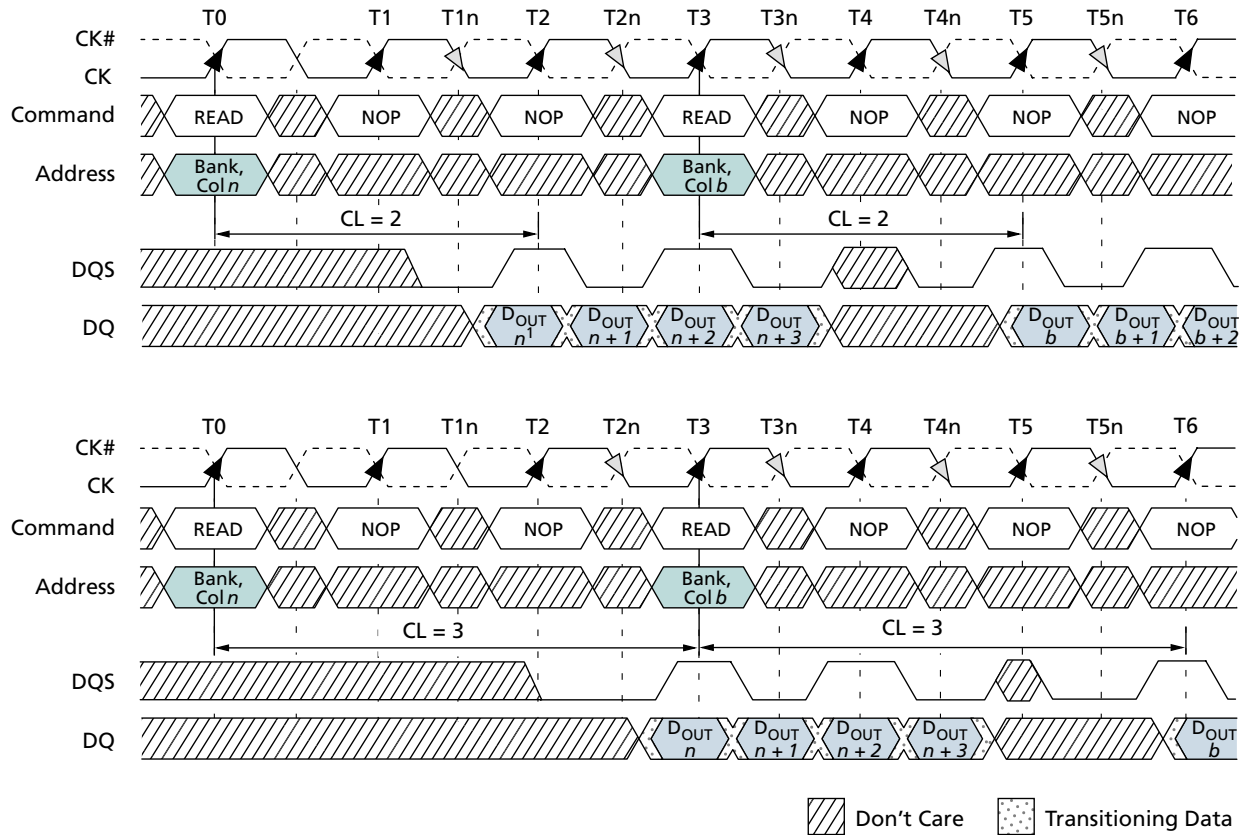 T0 T1 T1n T2 T2n T3 T3n T4 T4n T5 T5n T6
CK#
CK
Command READ NOP NOP READ NOP NOP NOP
Address Bank, Col n Bank, Col b
CL = 2 CL = 2
DQS
DQ DOUT n1 DOUT n + 1 DOUT n + 2 DOUT n + 3 DOUT b DOUT b + 1 DOUT b + 2
T0 T1 T1n T2 T2n T3 T3n T4 T4n T5 T5n T6
CK#
CK
Command READ NOP NOP READ NOP NOP NOP
Address Bank, Col n Bank, Col b
CL = 3 CL = 3
DQS
DQ DOUT n DOUT n + 1 DOUT n + 2 DOUT n + 3 DOUT b
Don't Care Transitioning Data